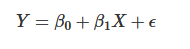 Y = β₀ + β₁X + ϵ